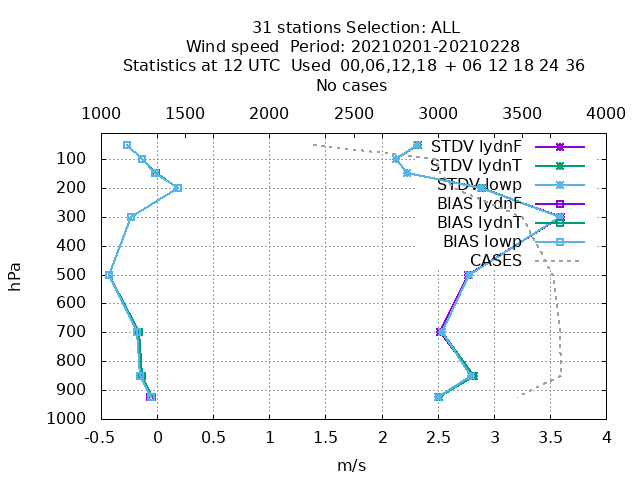 31 stations Selection: ALL
Wind speed  Period: 20210201-20210228
Statistics at 12 UTC  Used  00,06,12,18  + 06 12 18 24 36
No cases
1000 1500 2000 2500 3000 3500 4000
STDV lydnF
STDV lydnT
STDV lowp
BIAS lydnF
BIAS lydnT
BIAS lowp
CASES
hPa
100
200
300
400
500
600
700
800
900
1000
-0.5 0 0.5 1 1.5 2 2.5 3 3.5 4
m/s